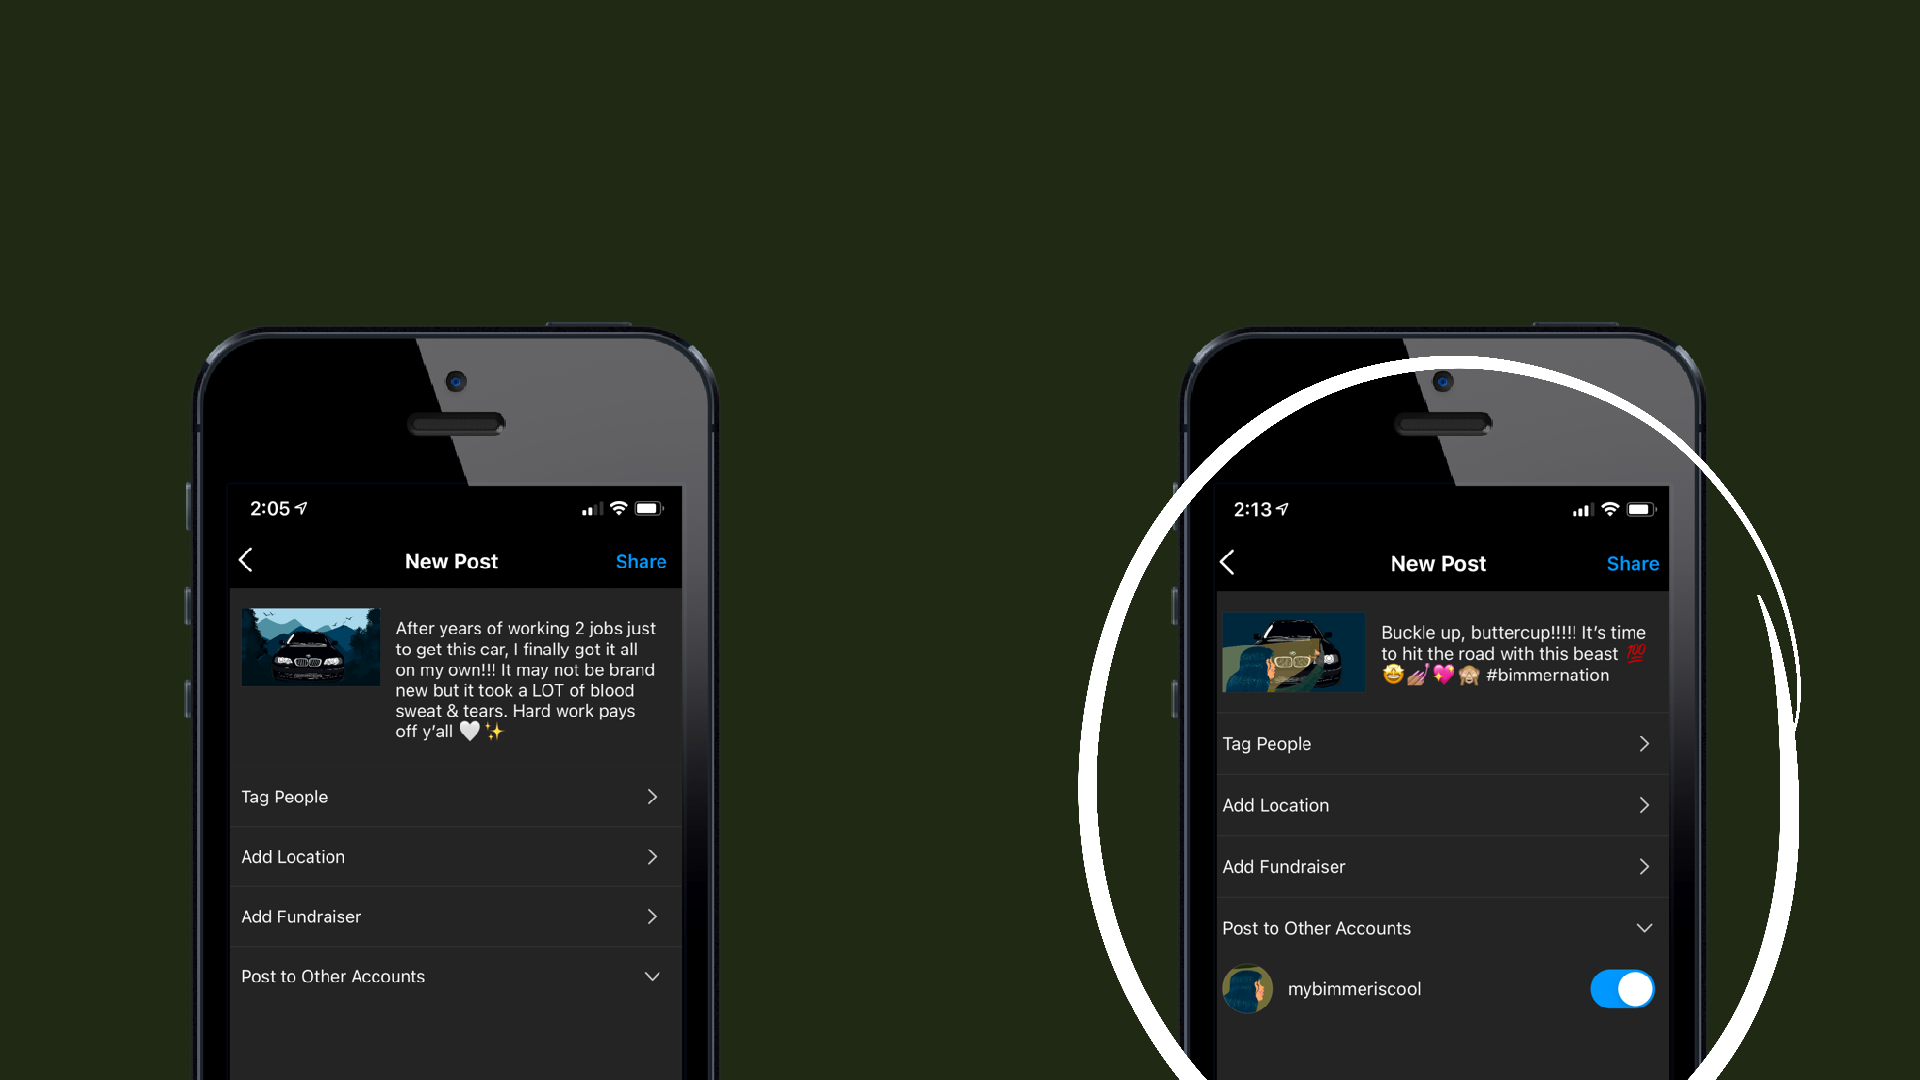 2:05
New Post
Share
After years of working 2 jobs just
to get this car, I finally got it all
on my own!!! It may not be brand
new but it took a LOT of blood
sweat & tears. Hard work pays
off y'all 🤍✨
Tag People
Add Location
Add Fundraiser
Post to Other Accounts
2:13
New Post
Share
Buckle up, buttercup!!!!! It's time
to hit the road with this beast 💯
🤩💅🏽💖🙈 #bimmernation
Tag People
Add Location
Add Fundraiser
Post to Other Accounts
mybimmeriscool